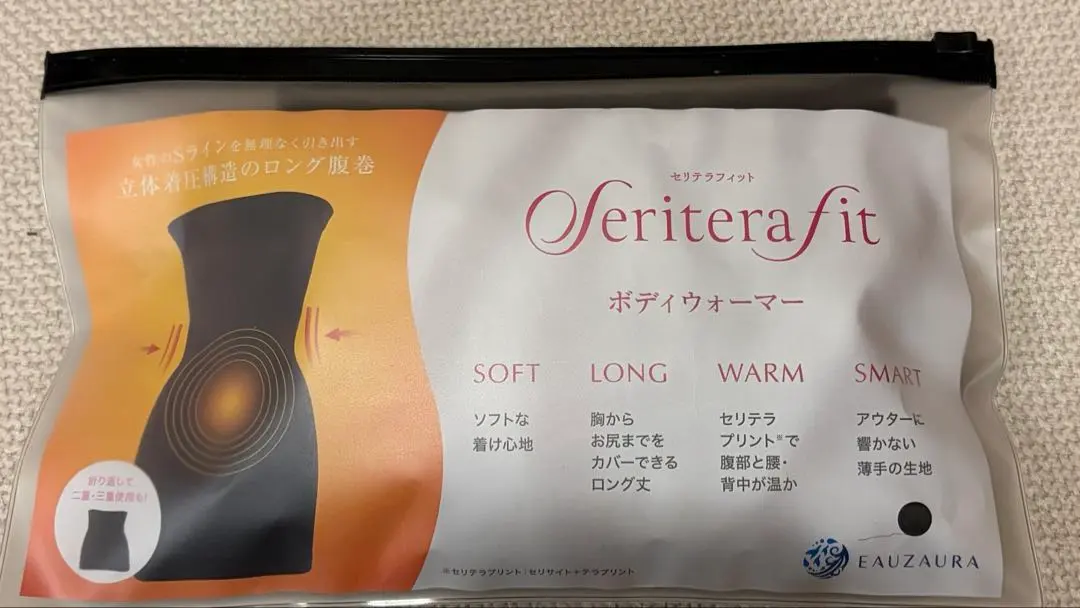 女性のSラインを無理なく引き出す
立体着圧構造のロング腹巻
折り返して
二重・三重使用も!
セリテラフィット
Seritera fit
ボディウォーマー
SOFT
ソフトな
着け心地
LONG
胸から
お尻までを
カバーできる
ロング丈
WARM
セリテラ
プリント※で
腹部と腰・
背中が温か
SMART
アウターに
響かない
薄手の生地
※セリテラプリント:セリサイト+テラプリント
EAUZAURA